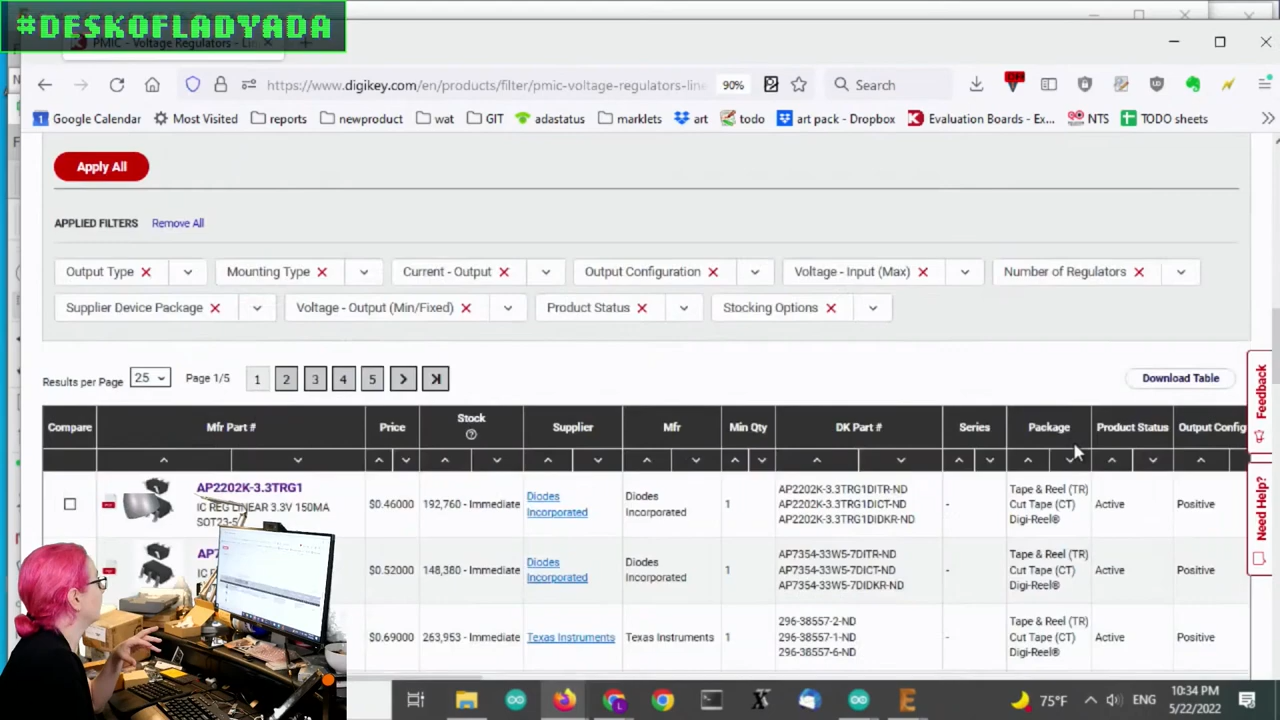 #DESKOFLADYADA
PMIC - Voltage Regulators - Lin
https://www.digikey.com/en/products/filter/pmic-voltage-regulators-line
90%
Search
Google Calendar
Most Visited
reports
newproduct
wat
GIT
adastatus
marklets
art
todo
art pack - Dropbox
Evaluation Boards - Ex...
NTS
TODO sheets
Apply All
APPLIED FILTERS Remove All
Output Type
Mounting Type
Current - Output
Output Configuration
Voltage - Input (Max)
Number of Regulators
Supplier Device Package
Voltage - Output (Min/Fixed)
Product Status
Stocking Options
Results per Page 25 Page 1/5 1 2 3 4 5
Download Table
Feedback
Need Help?
Compare Mfr Part # Price Stock Supplier Mfr Min Qty DK Part # Series Package Product Status Output Config
AP2202K-3.3TRG1
IC REG LINEAR 3.3V 150MA
SOT23-5
$0.46000
192,760 - Immediate
Diodes
Incorporated
Diodes
Incorporated
1
AP2202K-3.3TRG1DITR-ND
AP2202K-3.3TRG1DICT-ND
AP2202K-3.3TRG1DIDKR-ND
-
Tape & Reel (TR)
Cut Tape (CT)
Digi-Reel®
Active
Positive
$0.52000
148,380 - Immediate
Diodes
Incorporated
Diodes
Incorporated
1
AP7354-33W5-7DITR-ND
AP7354-33W5-7DICT-ND
AP7354-33W5-7DIDKR-ND
-
Tape & Reel (TR)
Cut Tape (CT)
Digi-Reel®
Active
Positive
$0.69000
263,953 - Immediate
Texas Instruments
Texas Instruments
1
296-38557-2-ND
296-38557-1-ND
296-38557-6-ND
-
Tape & Reel (TR)
Cut Tape (CT)
Digi-Reel®
Active
Positive
75°F
ENG
10:34 PM
5/22/2022